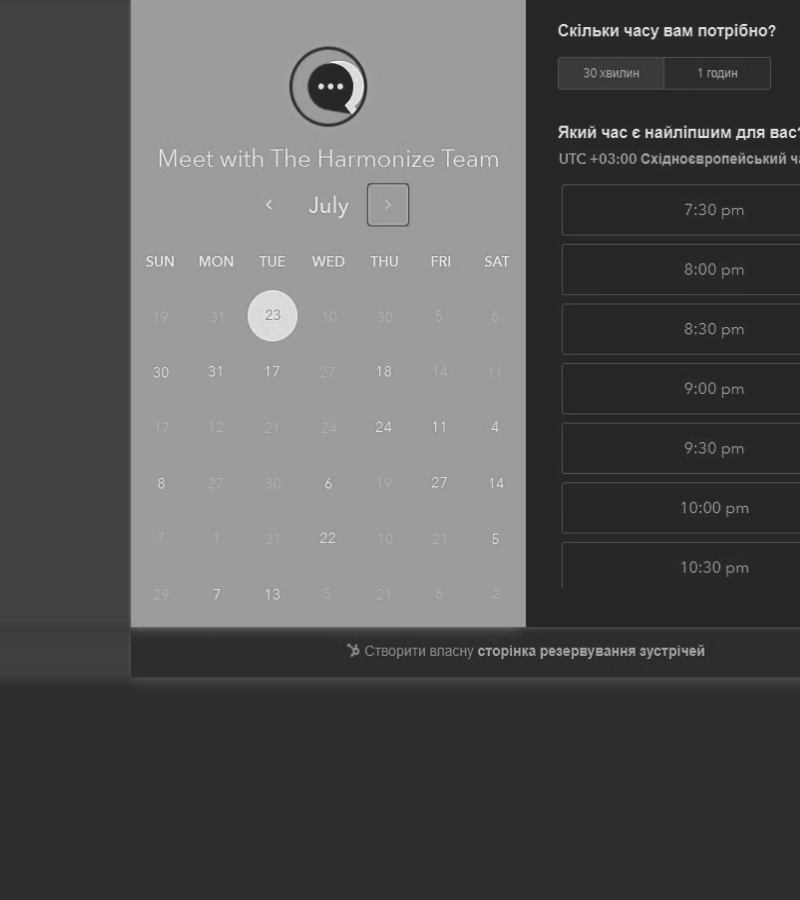 Meet with The Harmonize Team
July
SUN MON TUE WED THU FRI SAT
19 31 23 10 30 5 6
30 31 17 27 18 14 11
17 12 21 24 24 11 4
8 27 30 6 19 27 14
7 1 31 22 10 21 5
29 7 13 5 21 6 2
Скільки часу вам потрібно?
30 хвилин 1 годин
Який час є найліпшим для вас?
UTC +03:00 Східноєвропейський
7:30 pm
8:00 pm
8:30 pm
9:00 pm
9:30 pm
10:00 pm
10:30 pm
Створити власну сторінка резервування зустрічей